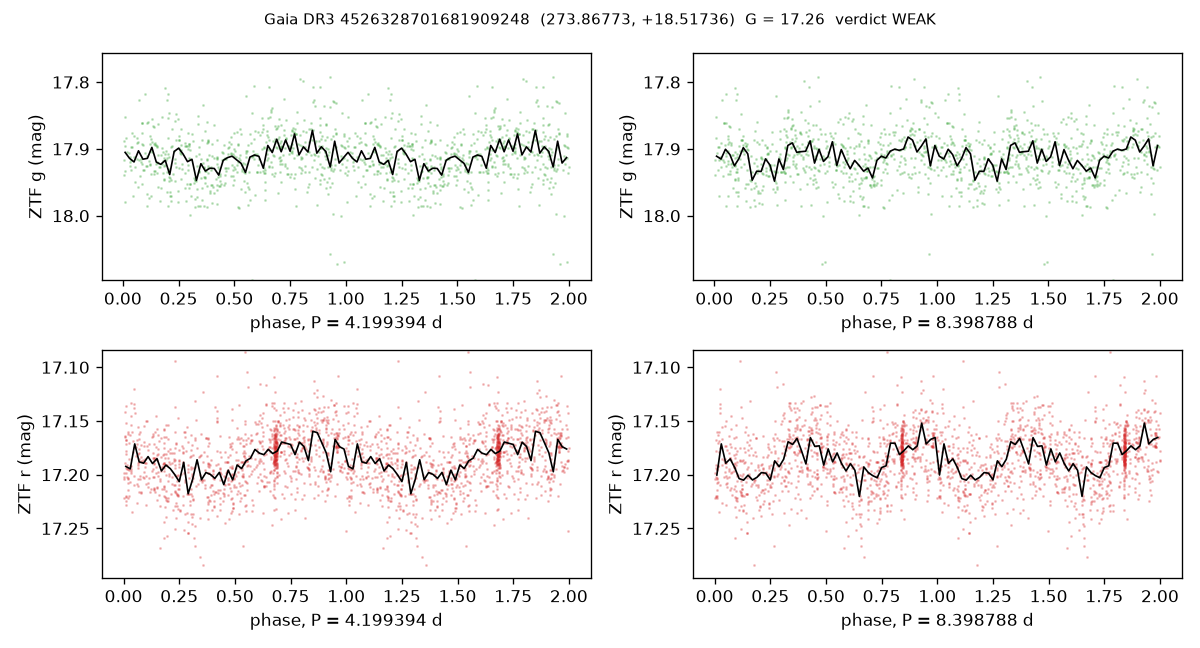 Gaia DR3 4526328701681909248  (273.86773, +18.51736)  G = 17.26  verdict WEAK
ZTF g (mag)
17.8
17.9
18.0
0.00 0.25 0.50 0.75 1.00 1.25 1.50 1.75 2.00
phase, P = 4.199394 d
ZTF g (mag)
17.8
17.9
18.0
0.00 0.25 0.50 0.75 1.00 1.25 1.50 1.75 2.00
phase, P = 8.398788 d
ZTF r (mag)
17.10
17.15
17.20
17.25
0.00 0.25 0.50 0.75 1.00 1.25 1.50 1.75 2.00
phase, P = 4.199394 d
ZTF r (mag)
17.10
17.15
17.20
17.25
0.00 0.25 0.50 0.75 1.00 1.25 1.50 1.75 2.00
phase, P = 8.398788 d